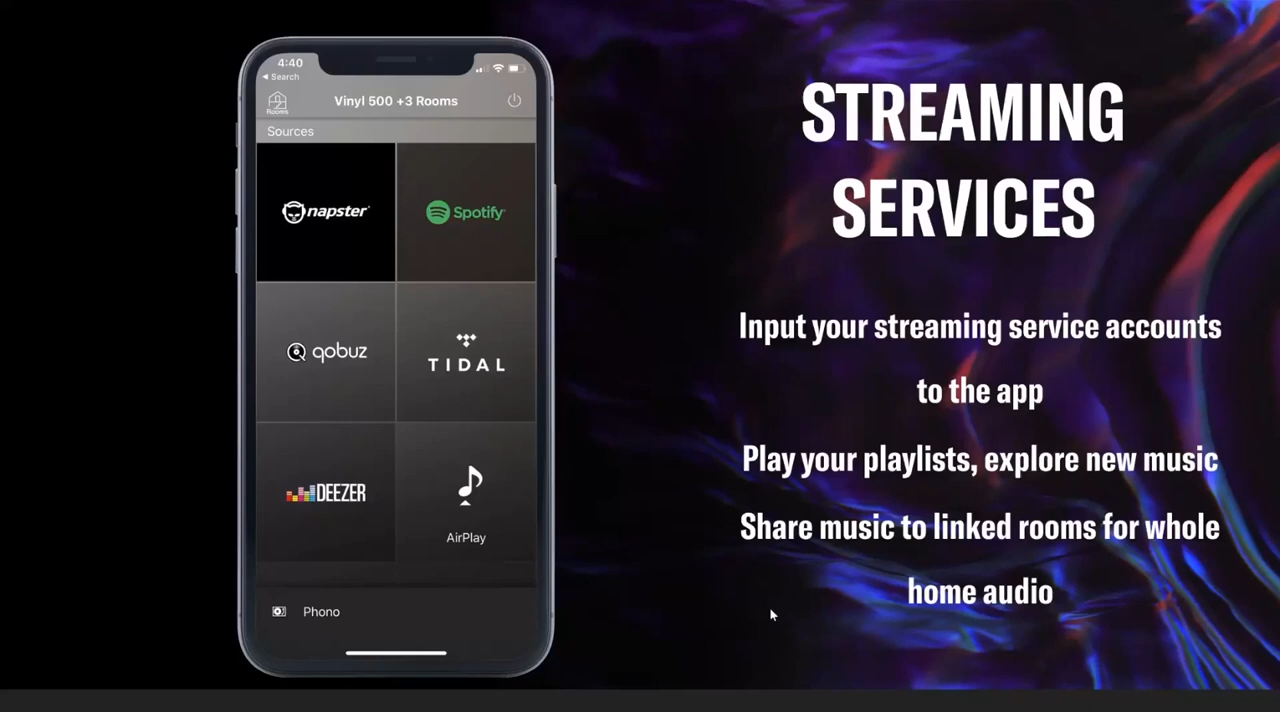 4:40
Search
Rooms
Vinyl 500 +3 Rooms
Sources
napster
Spotify
qobuz
TIDAL
DEEZER
AirPlay
Phono
STREAMING
SERVICES
Input your streaming service accounts
to the app
Play your playlists, explore new music
Share music to linked rooms for whole
home audio